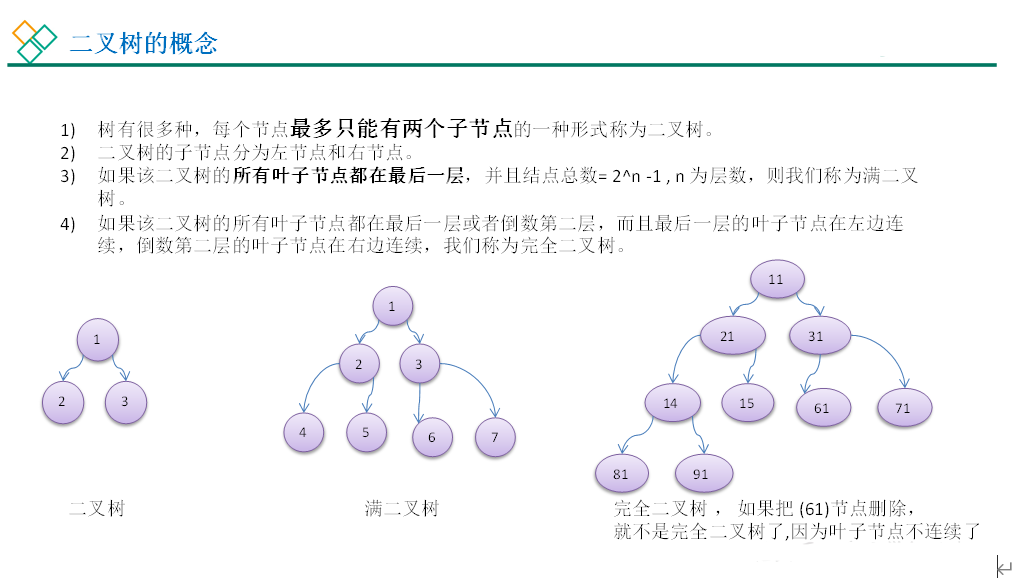 二叉树的概念
1) 树有很多种，每个节点最多只能有两个子节点的一种形式称为二叉树。
2) 二叉树的子节点分为左节点和右节点。
3) 如果该二叉树的所有叶子节点都在最后一层，并且结点总数= 2^n -1 , n 为层数，则我们称为满二叉
树。
4) 如果该二叉树的所有叶子节点都在最后一层或者倒数第二层，而且最后一层的叶子节点在左边连
续，倒数第二层的叶子节点在右边连续，我们称为完全二叉树。
1
2 3
二叉树
1
2 3
4 5 6 7
满二叉树
11
21 31
14 15 61 71
81 91
完全二叉树 ， 如果把 (61)节点删除，
就不是完全二叉树了,因为叶子节点不连续了